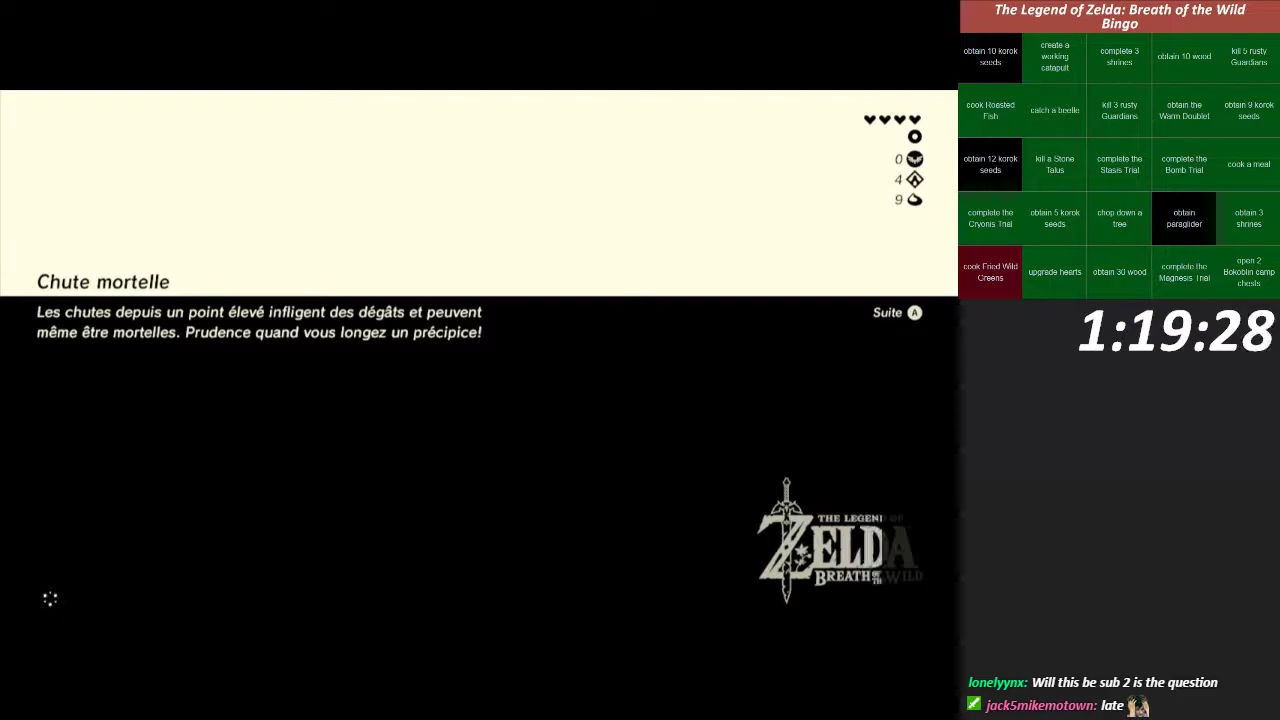 The Legend of Zelda: Breath of the Wild
Bingo
obtain 10 korok
seeds
create a
working
catapult
complete 3
shrines
obtain 10 wood
kill 5 rusty
Guardians
cook Roasted
Fish
catch a beetle
kill 3 rusty
Guardians
obtain the
Warm Doublet
obtain 9 korok
seeds
obtain 12 korok
seeds
kill a Stone
Talus
complete the
Stasis Trial
complete the
Bomb Trial
cook a meal
complete the
Cryonis Trial
obtain 5 korok
seeds
chop down a
tree
obtain
paraglider
obtain 3
shrines
cook Fried Wild
Greens
upgrade hearts
obtain 30 wood
complete the
Magnesis Trial
open 2
Bokoblin camp
chests
1:19:28
0
4
9
Chute mortelle
Les chutes depuis un point élevé infligent des dégâts et peuvent
même être mortelles. Prudence quand vous longez un précipice!
Suite A
THE LEGEND OF
ZELDA
BREATH OF THE WILD
lonelyynx: Will this be sub 2 is the question
jack5mikemotown: late